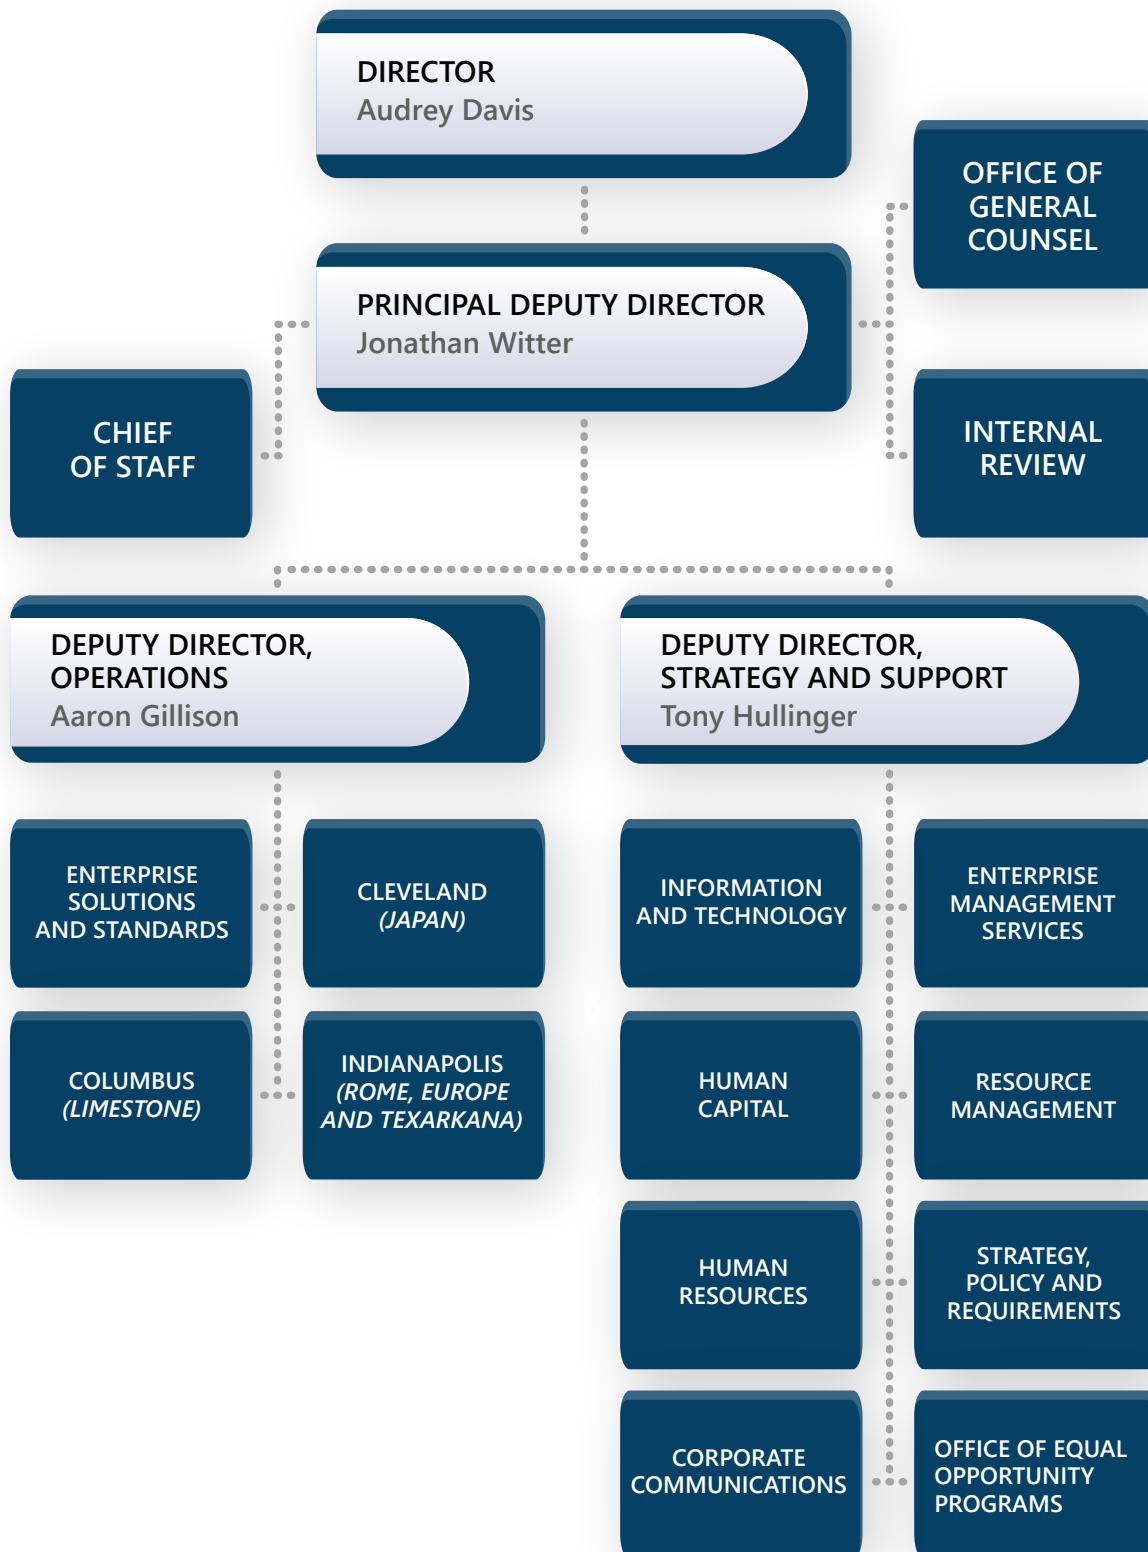 DIRECTOR
Audrey Davis
OFFICE OF
GENERAL
COUNSEL
PRINCIPAL DEPUTY DIRECTOR
Jonathan Witter
CHIEF
OF STAFF
INTERNAL
REVIEW
DEPUTY DIRECTOR,
OPERATIONS
Aaron Gillison
DEPUTY DIRECTOR,
STRATEGY AND SUPPORT
Tony Hullinger
ENTERPRISE
SOLUTIONS
AND STANDARDS
CLEVELAND
(JAPAN)
INFORMATION
AND TECHNOLOGY
ENTERPRISE
MANAGEMENT
SERVICES
COLUMBUS
(LIMESTONE)
INDIANAPOLIS
(ROME, EUROPE
AND TEXARKANA)
HUMAN
CAPITAL
RESOURCE
MANAGEMENT
HUMAN
RESOURCES
STRATEGY,
POLICY AND
REQUIREMENTS
CORPORATE
COMMUNICATIONS
OFFICE OF EQUAL
OPPORTUNITY
PROGRAMS